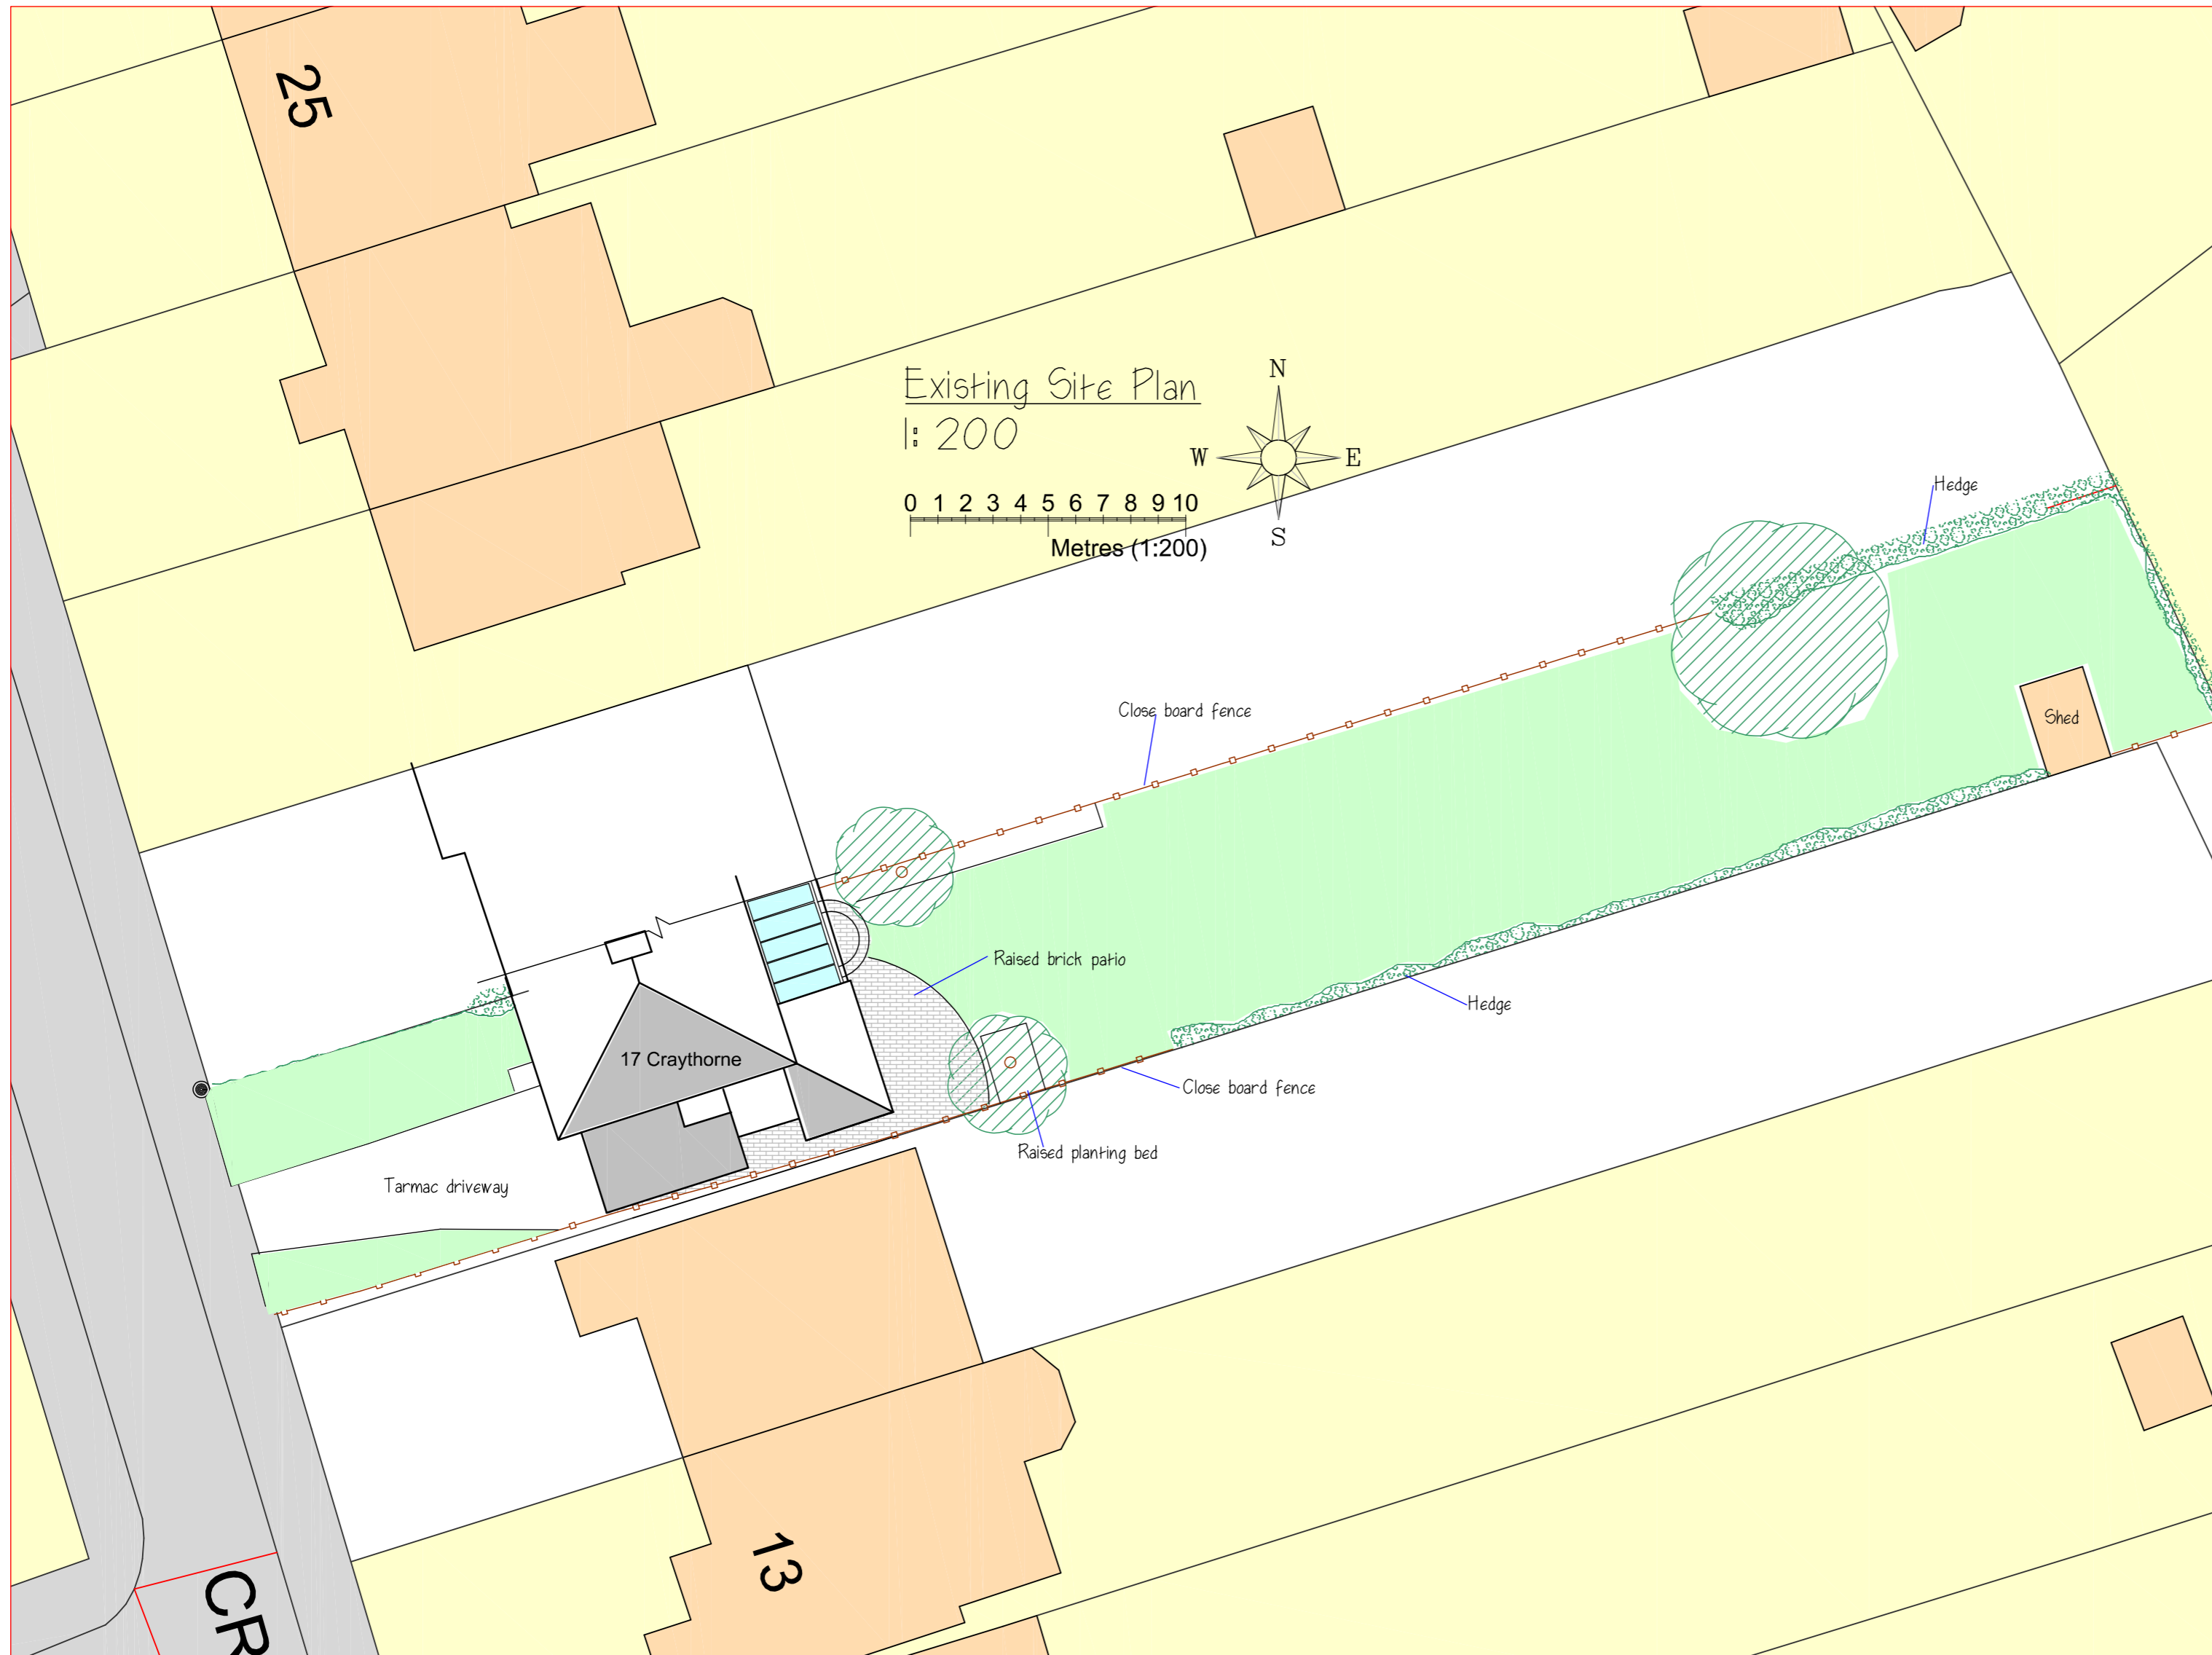 25
Existing Site Plan
1: 200
N
W
E
S
0 1 2 3 4 5 6 7 8 9 10
Metres (1:200)
Hedge
Close board fence
Shed
Raised brick patio
Hedge
17 Craythorne
Close board fence
Raised planting bed
Tarmac driveway
13
CR